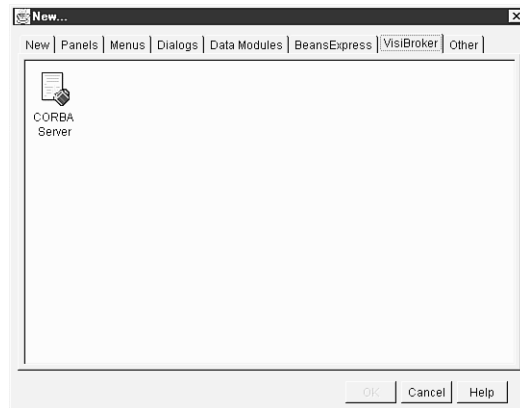 New...
New Panels Menus Dialogs Data Modules BeansExpress VisiBroker Other
CORBA
Server
OK Cancel Help